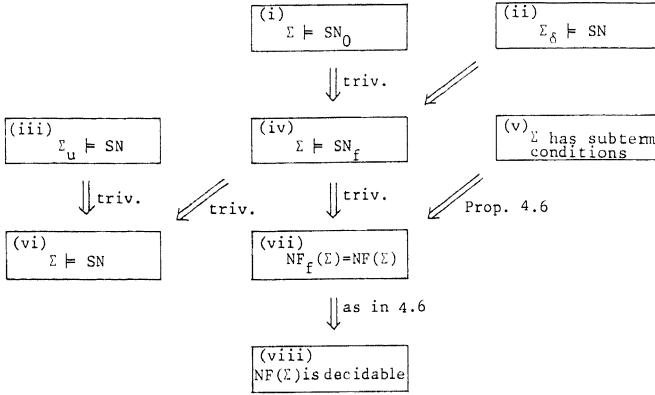 (i)
Σ ⊨ SN₀
(ii)
Σ_δ ⊨ SN
triv.
(iii)
Σ_u ⊨ SN
(iv)
Σ ⊨ SN_f
(v) Σ has subterm
conditions
triv.
triv.
triv.
Prop. 4.6
(vi)
Σ ⊨ SN
(vii)
NF_f(Σ)=NF(Σ)
as in 4.6
(viii)
NF(Σ)is decidable